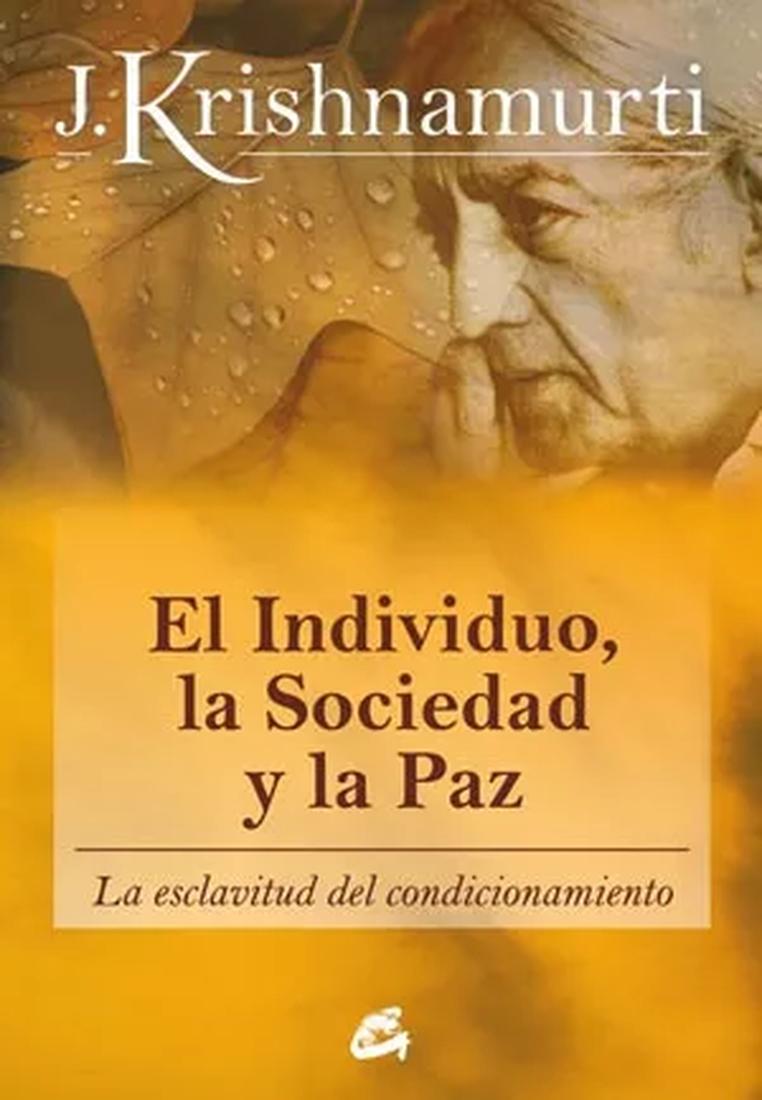 J. Krishnamurti
El Individuo,
la Sociedad
y la Paz
La esclavitud del condicionamiento